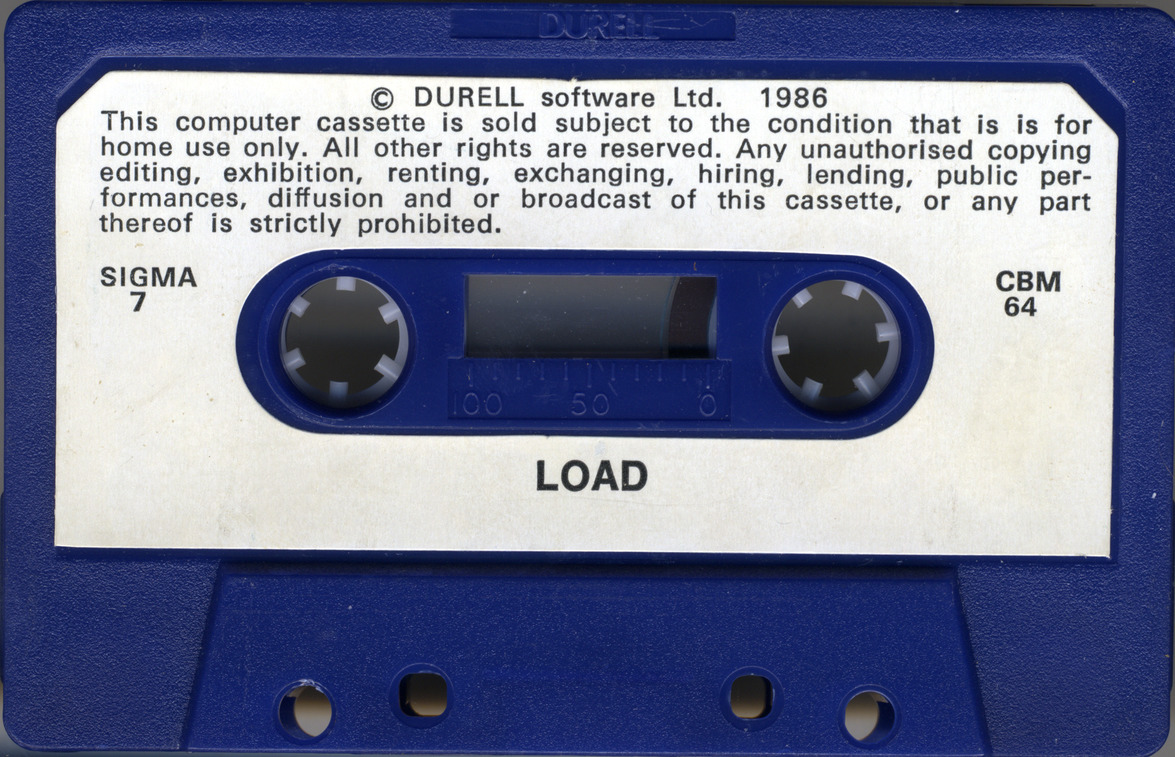 DURELL
© DURELL software Ltd. 1986
This computer cassette is sold subject to the condition that is is for
home use only. All other rights are reserved. Any unauthorised copying
editing, exhibition, renting, exchanging, hiring, lending, public per-
formances, diffusion and or broadcast of this cassette, or any part
thereof is strictly prohibited.
SIGMA
7
CBM
64
100 50 0
LOAD